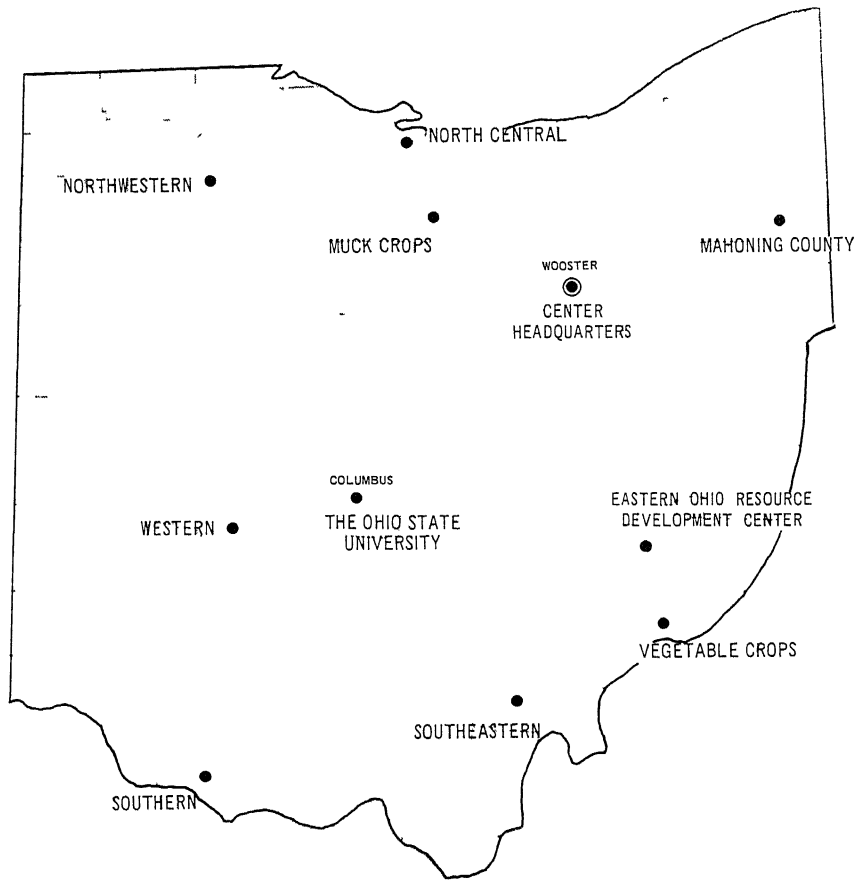 NORTH CENTRAL
NORTHWESTERN
MUCK CROPS
MAHONING COUNTY
WOOSTER
CENTER
HEADQUARTERS
COLUMBUS
THE OHIO STATE
UNIVERSITY
WESTERN
EASTERN OHIO RESOURCE
DEVELOPMENT CENTER
VEGETABLE CROPS
SOUTHEASTERN
SOUTHERN